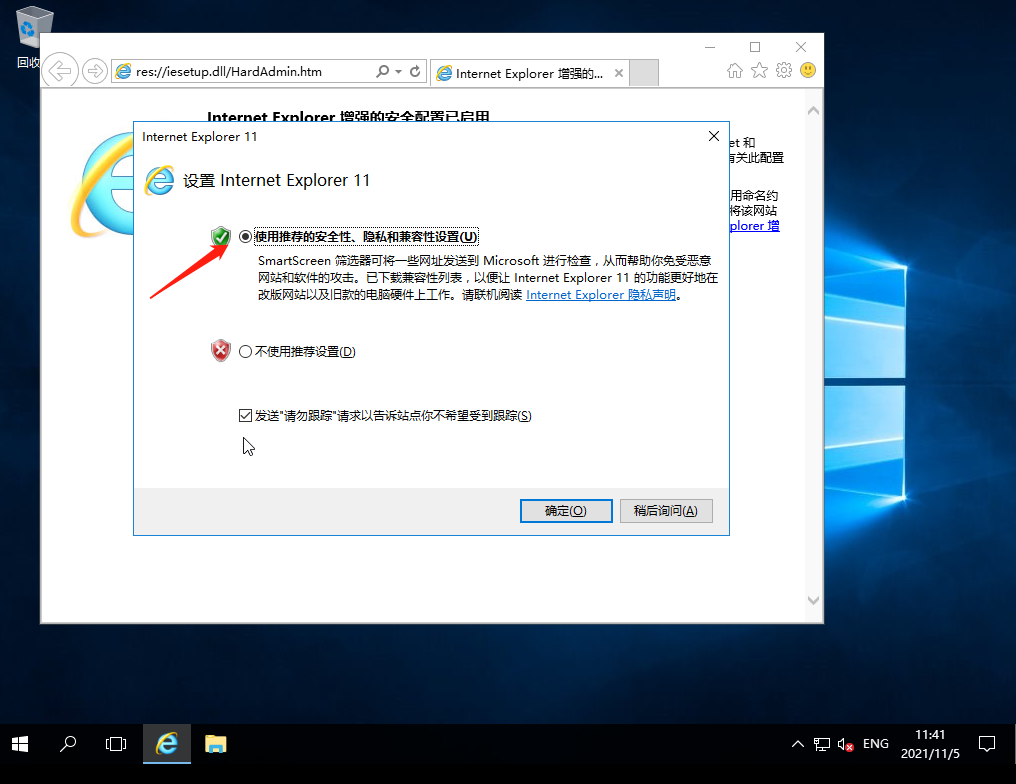 回收
res://iesetup.dll/HardAdmin.htm
Internet Explorer 增强的...
Internet Explorer 增强的安全配置已启用
et 和
有关此配置
用命名约
将该网站
plorer 增
Internet Explorer 11
设置 Internet Explorer 11
使用推荐的安全性、隐私和兼容性设置(U)
SmartScreen 筛选器可将一些网址发送到 Microsoft 进行检查，从而帮助你免受恶意
网站和软件的攻击。已下载兼容性列表，以便让 Internet Explorer 11 的功能更好地在
改版网站以及旧款的电脑硬件上工作。请联机阅读 Internet Explorer 隐私声明。
不使用推荐设置(D)
发送"请勿跟踪"请求以告诉站点你不希望受到跟踪(S)
确定(O)
稍后询问(A)
ENG
11:41
2021/11/5